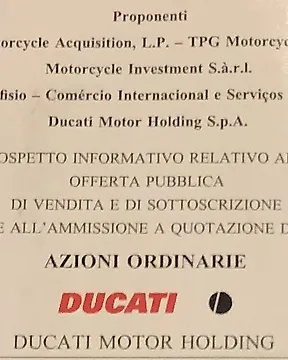 Proponenti
orcycle Acquisition, L.P. – TPG Motorcyc
Motorcycle Investment S.à.r.l.
fisio – Comércio Internacional e Serviços
Ducati Motor Holding S.p.A.
OSPETTO INFORMATIVO RELATIVO A
OFFERTA PUBBLICA
DI VENDITA E DI SOTTOSCRIZIONE
E ALL'AMMISSIONE A QUOTAZIONE D
AZIONI ORDINARIE
DUCATI
DUCATI MOTOR HOLDING